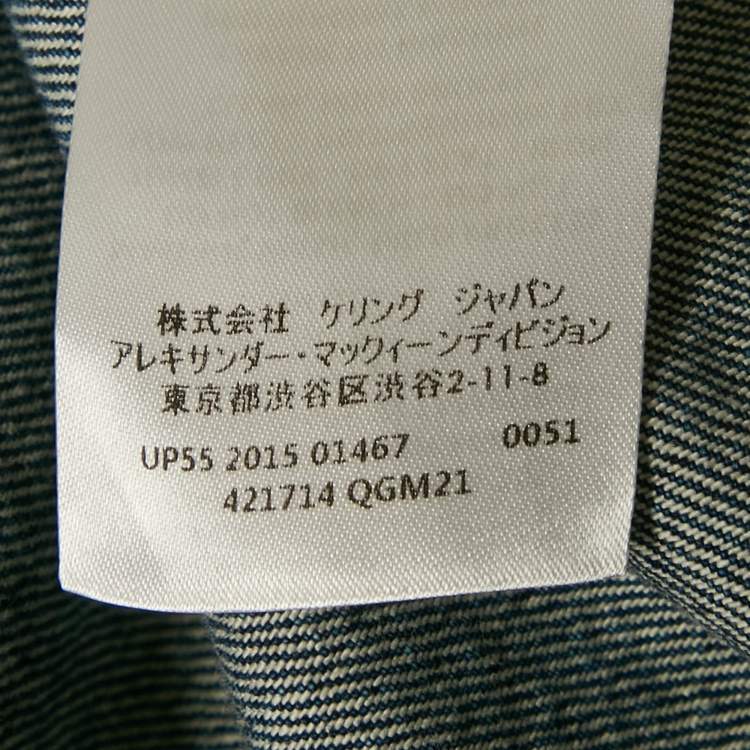 株式会社 ケリング ジャパン
アレキサンダー・マックィーンディビジョン
東京都渋谷区渋谷2-11-8
UP55 2015 01467 0051
421714 QGM21